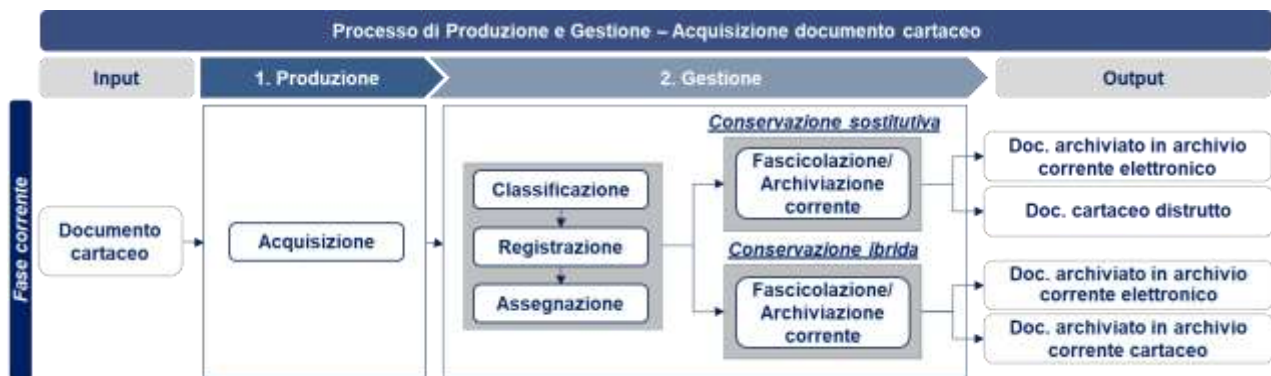 Processo di Produzione e Gestione – Acquisizione documento cartaceo
Input
1. Produzione
2. Gestione
Output
Fase corrente
Documento
cartaceo
Acquisizione
Classificazione
Registrazione
Assegnazione
Conservazione sostitutiva
Fascicolazione/
Archiviazione
corrente
Conservazione ibrida
Fascicolazione/
Archiviazione
corrente
Doc. archiviato in archivio
corrente elettronico
Doc. cartaceo distrutto
Doc. archiviato in archivio
corrente elettronico
Doc. archiviato in archivio
corrente cartaceo